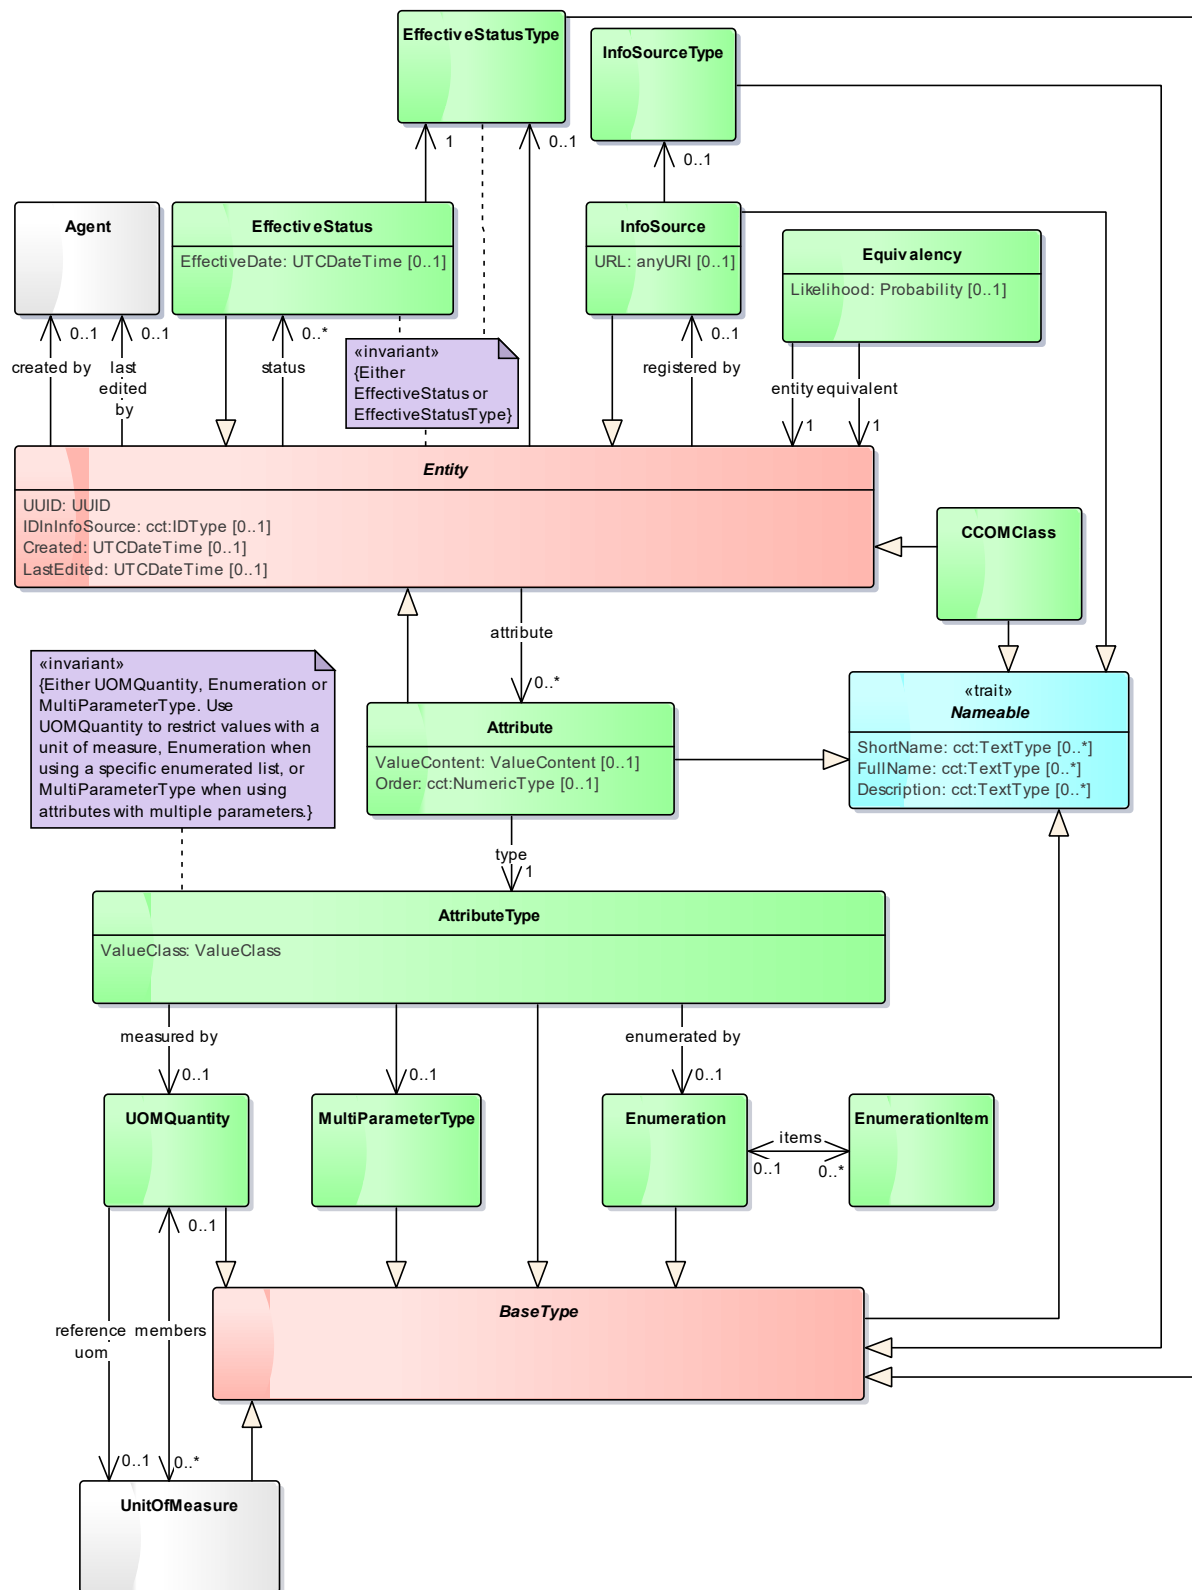 EffectiveStatusType
InfoSourceType
1
0..1
0..1
Agent
EffectiveStatus
EffectiveDate: UTCDateTime [0..1]
InfoSource
URL: anyURI [0..1]
Equivalency
Likelihood: Probability [0..1]
0..1
0..1
0..*
0..1
created by
last
edited
by
status
«invariant»
{Either
EffectiveStatus or
EffectiveStatusType}
registered by
entity
equivalent
1
1
Entity
UUID: UUID
IDInInfoSource: cct:IDType [0..1]
Created: UTCDateTime [0..1]
LastEdited: UTCDateTime [0..1]
CCOMClass
attribute
0..*
«invariant»
{Either UOMQuantity, Enumeration or
MultiParameterType. Use
UOMQuantity to restrict values with a
unit of measure, Enumeration when
using a specific enumerated list, or
MultiParameterType when using
attributes with multiple parameters.}
Attribute
ValueContent: ValueContent [0..1]
Order: cct:NumericType [0..1]
«trait»
Nameable
ShortName: cct:TextType [0..*]
FullName: cct:TextType [0..*]
Description: cct:TextType [0..*]
type
1
AttributeType
ValueClass: ValueClass
measured by
enumerated by
0..1
0..1
0..1
UOMQuantity
MultiParameterType
Enumeration
EnumerationItem
items
0..1
0..*
0..1
BaseType
reference
uom
members
0..1
0..*
UnitOfMeasure